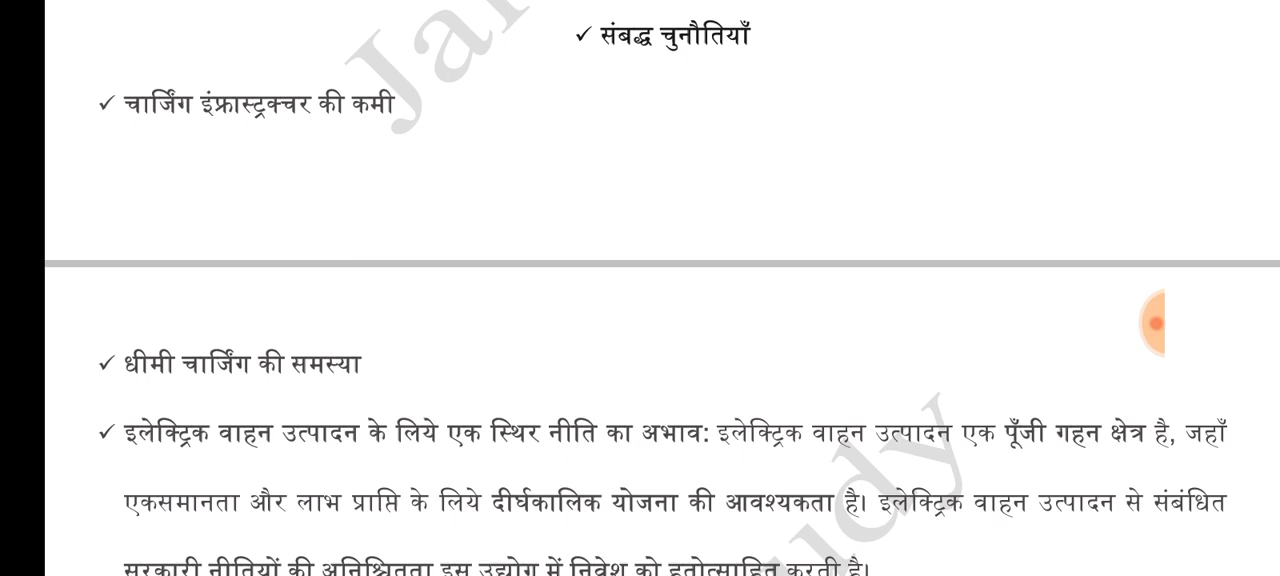 ✓ संबद्ध चुनौतियाँ
✓ चार्जिंग इंफ्रास्ट्रक्चर की कमी
✓ धीमी चार्जिंग की समस्या
✓ इलेक्ट्रिक वाहन उत्पादन के लिये एक स्थिर नीति का अभाव: इलेक्ट्रिक वाहन उत्पादन एक पूँजी गहन क्षेत्र है, जहाँ
एकसमानता और लाभ प्राप्ति के लिये दीर्घकालिक योजना की आवश्यकता है। इलेक्ट्रिक वाहन उत्पादन से संबंधित
सरकारी नीतियों की अनिश्चितता इस उद्योग में निवेश को हतोत्साहित करती है।